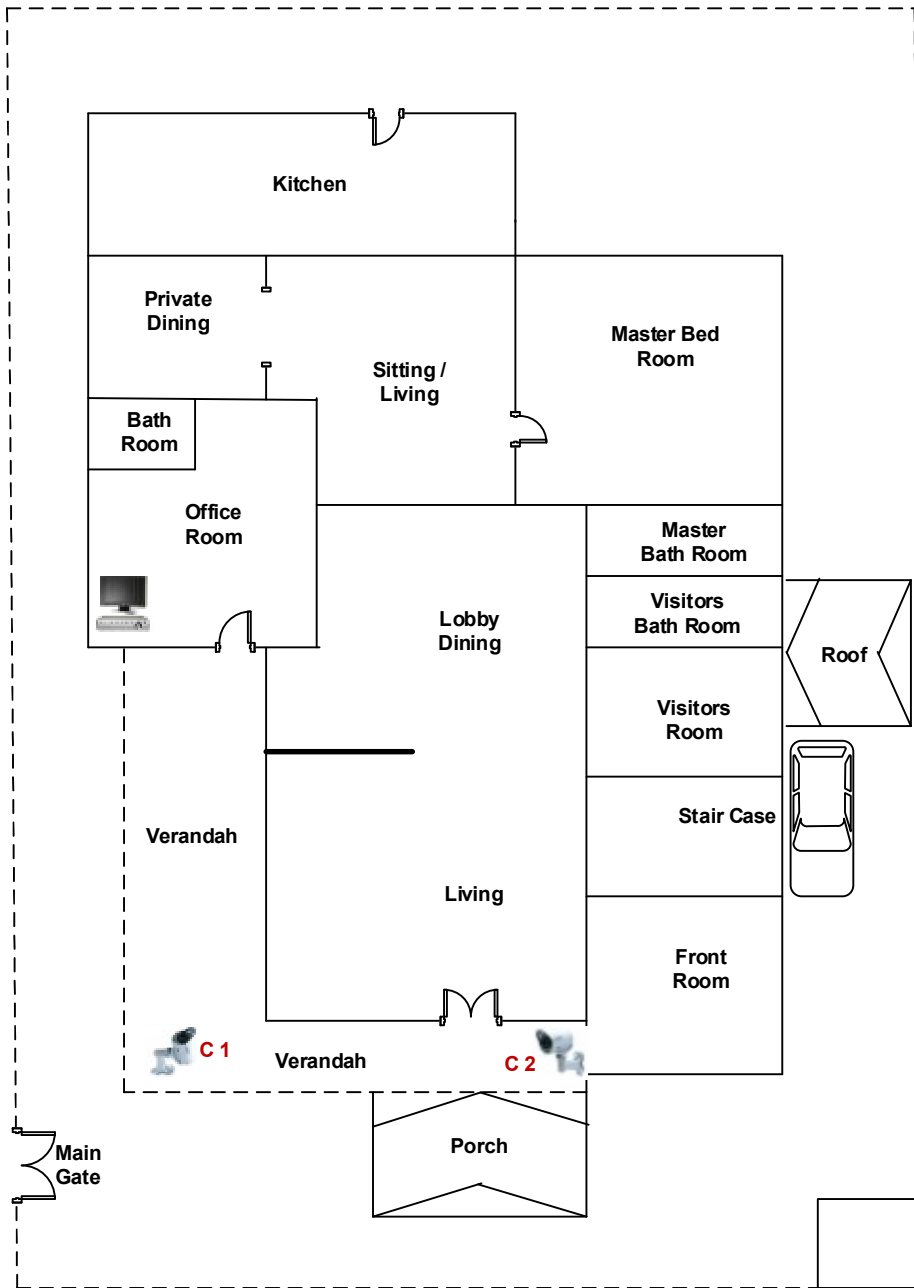 Kitchen
Private
Dining
Sitting /
Living
Master Bed
Room
Bath
Room
Office
Room
Master
Bath Room
Visitors
Bath Room
Lobby
Dining
Roof
Visitors
Room
Stair Case
Verandah
Living
Front
Room
C 1
Verandah
C 2
Main
Gate
Porch